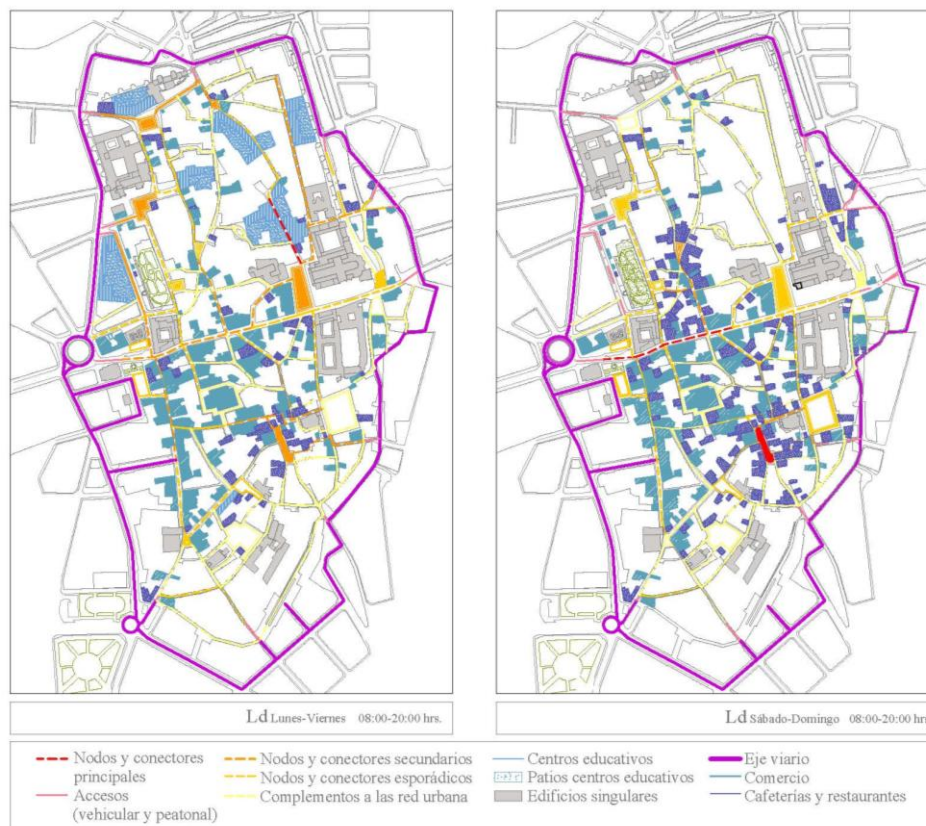 Ld Lunes-Viernes 08:00-20:00 hrs.
Ld Sábado-Domingo 08:00-20:00 hrs
Nodos y conectores
principales
Accesos
(vehicular y peatonal)
Nodos y conectores secundarios
Nodos y conectores esporádicos
Complementos a las red urbana
Centros educativos
Patios centros educativos
Edificios singulares
Eje viario
Comercio
Cafeterías y restaurantes